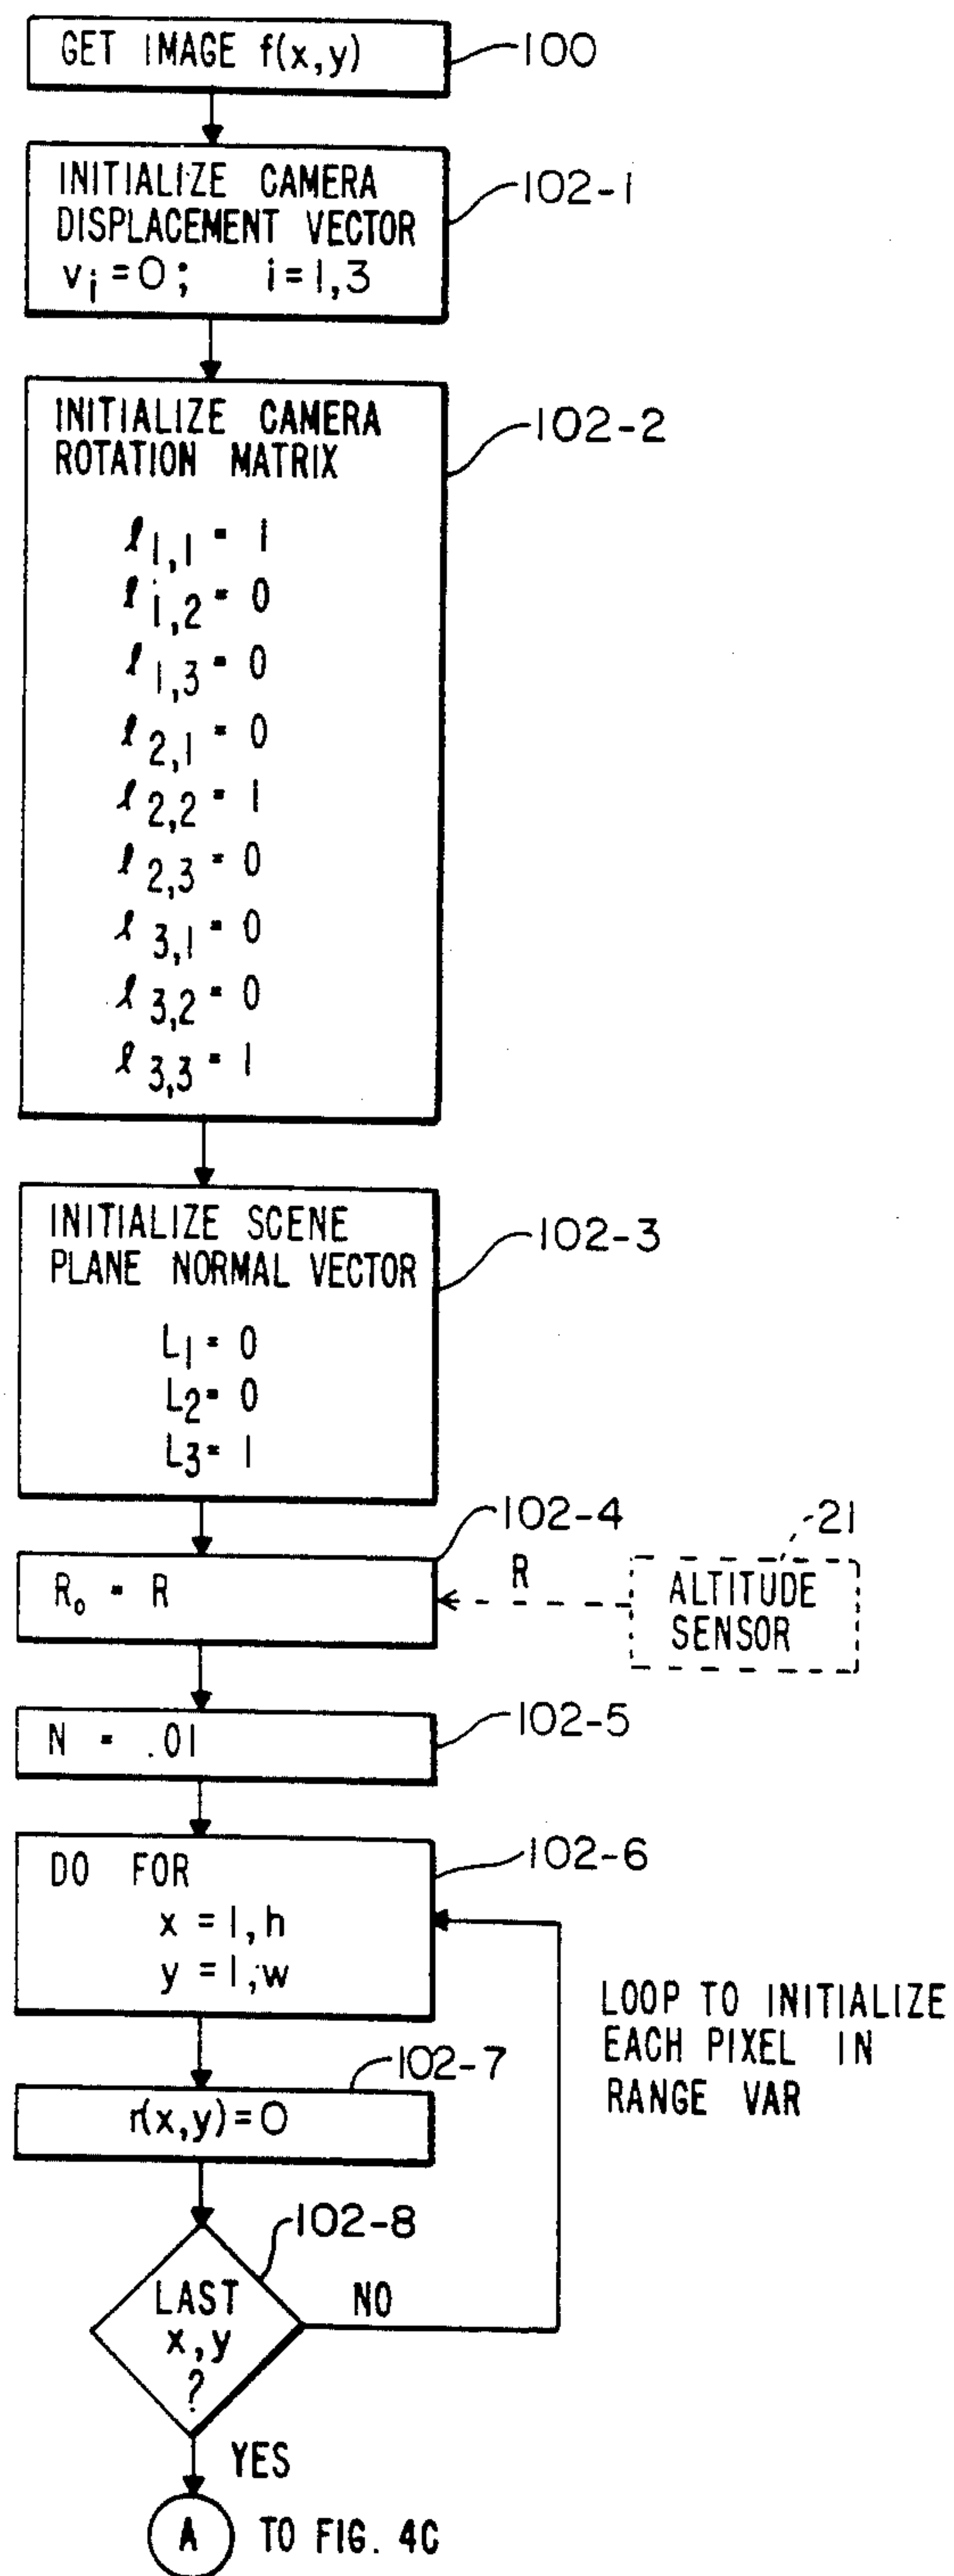 GET IMAGE f(x,y)
100
INITIALIZE CAMERA
DISPLACEMENT VECTOR
vi = 0; i = 1,3
102-1
INITIALIZE CAMERA
ROTATION MATRIX
102-2
ℓ1,1 = 1
ℓ1,2 = 0
ℓ1,3 = 0
ℓ2,1 = 0
ℓ2,2 = 1
ℓ2,3 = 0
ℓ3,1 = 0
ℓ3,2 = 0
ℓ3,3 = 1
INITIALIZE SCENE
PLANE NORMAL VECTOR
102-3
L1 = 0
L2 = 0
L3 = 1
102-4
R0 = R
R
21
ALTITUDE
SENSOR
N = .01
102-5
DO FOR
x = 1,h
y = 1,w
102-6
LOOP TO INITIALIZE
EACH PIXEL IN
RANGE VAR
102-7
r(x,y)=0
102-8
LAST
x,y
?
NO
YES
A TO FIG. 4C